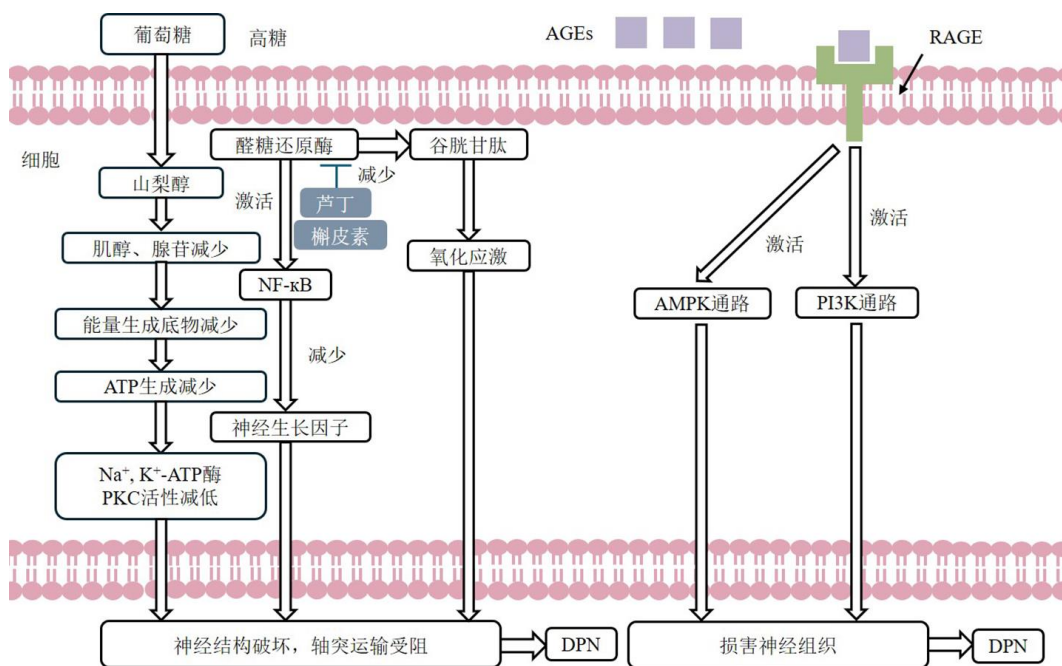 葡萄糖
高糖
AGEs
RAGE
细胞
醛糖还原酶
谷胱甘肽
减少
山梨醇
激活
芦丁
槲皮素
激活
激活
肌醇、腺苷减少
氧化应激
NF-κB
AMPK通路
PI3K通路
能量生成底物减少
减少
ATP生成减少
神经生长因子
Na⁺, K⁺-ATP酶
PKC活性减低
神经结构破坏，轴突运输受阻
DPN
损害神经组织
DPN